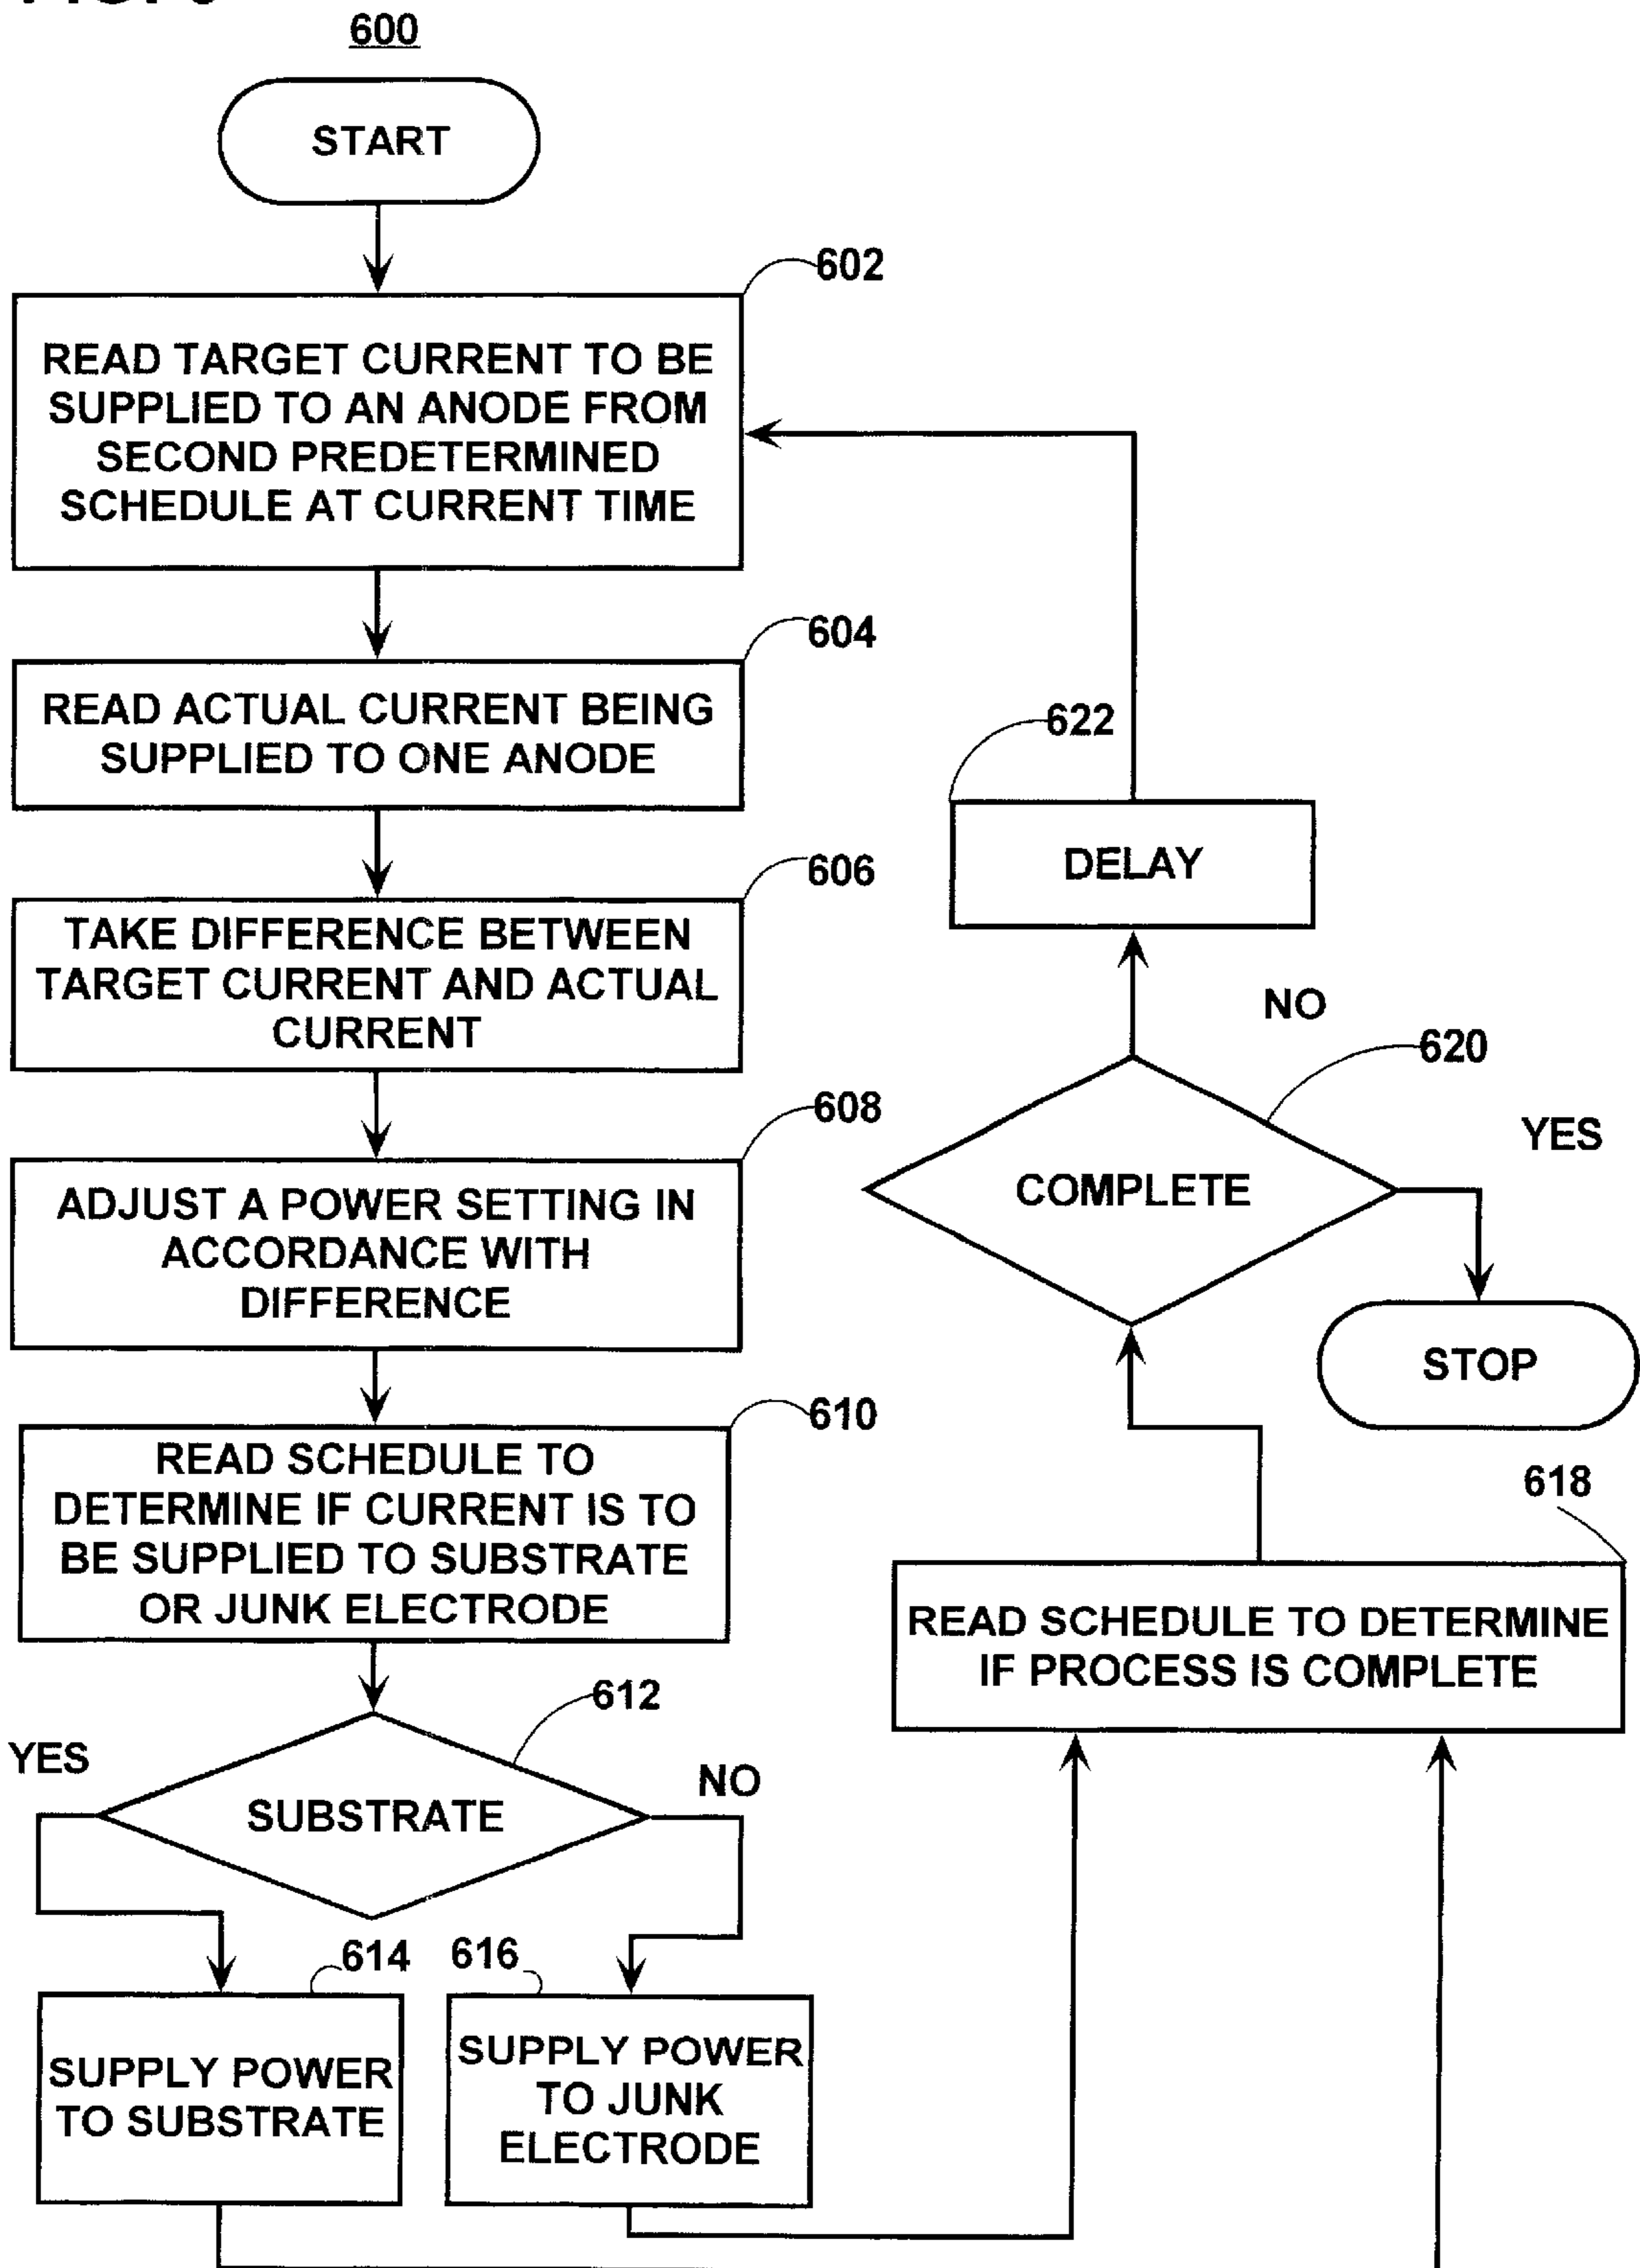 600
START
602
READ TARGET CURRENT TO BE
SUPPLIED TO AN ANODE FROM
SECOND PREDETERMINED
SCHEDULE AT CURRENT TIME
604
READ ACTUAL CURRENT BEING
SUPPLIED TO ONE ANODE
606
TAKE DIFFERENCE BETWEEN
TARGET CURRENT AND ACTUAL
CURRENT
608
ADJUST A POWER SETTING IN
ACCORDANCE WITH
DIFFERENCE
610
READ SCHEDULE TO
DETERMINE IF CURRENT IS TO
BE SUPPLIED TO SUBSTRATE
OR JUNK ELECTRODE
612
YES
NO
SUBSTRATE
614
SUPPLY POWER
TO SUBSTRATE
616
SUPPLY POWER
TO JUNK
ELECTRODE
618
READ SCHEDULE TO DETERMINE
IF PROCESS IS COMPLETE
620
COMPLETE
NO
YES
STOP
622
DELAY